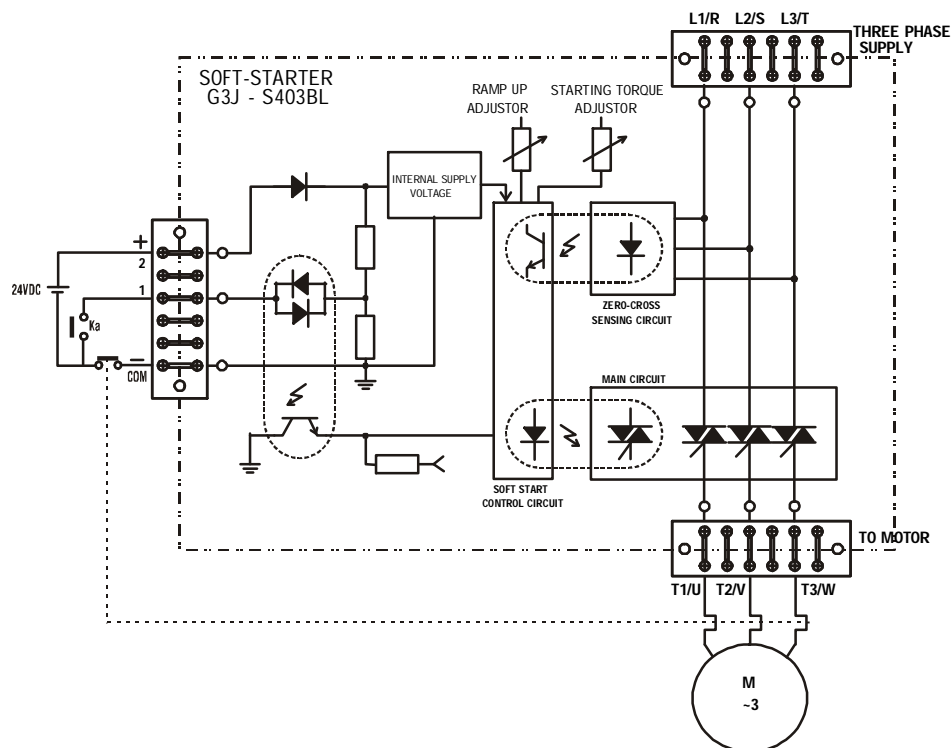 L1/R L2/S L3/T
THREE PHASE
SUPPLY
SOFT-STARTER
G3J - S403BL
RAMP UP
ADJUSTOR
STARTING TORQUE
ADJUSTOR
INTERNAL SUPPLY
VOLTAGE
+
2
24VDC
1
Ka
−
COM
ZERO-CROSS
SENSING CIRCUIT
MAIN CIRCUIT
SOFT START
CONTROL CIRCUIT
TO MOTOR
T1/U T2/V T3/W
M
~3